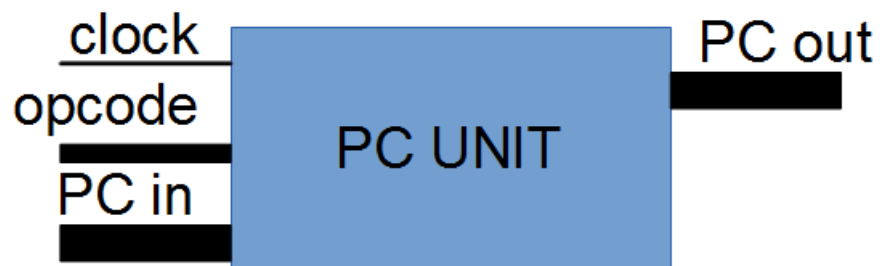 clock
opcode
PC in
PC UNIT
PC out